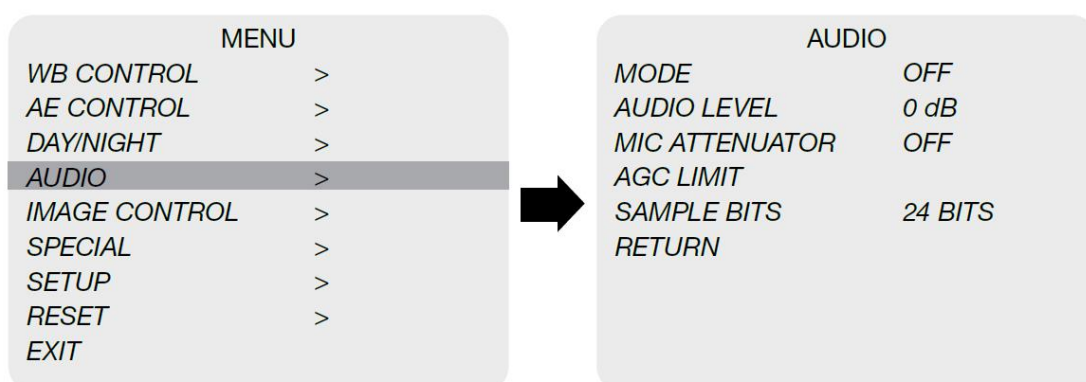 MENU
WB CONTROL >
AE CONTROL >
DAY/NIGHT >
AUDIO >
IMAGE CONTROL >
SPECIAL >
SETUP >
RESET >
EXIT
AUDIO
MODE OFF
AUDIO LEVEL 0 dB
MIC ATTENUATOR OFF
AGC LIMIT
SAMPLE BITS 24 BITS
RETURN